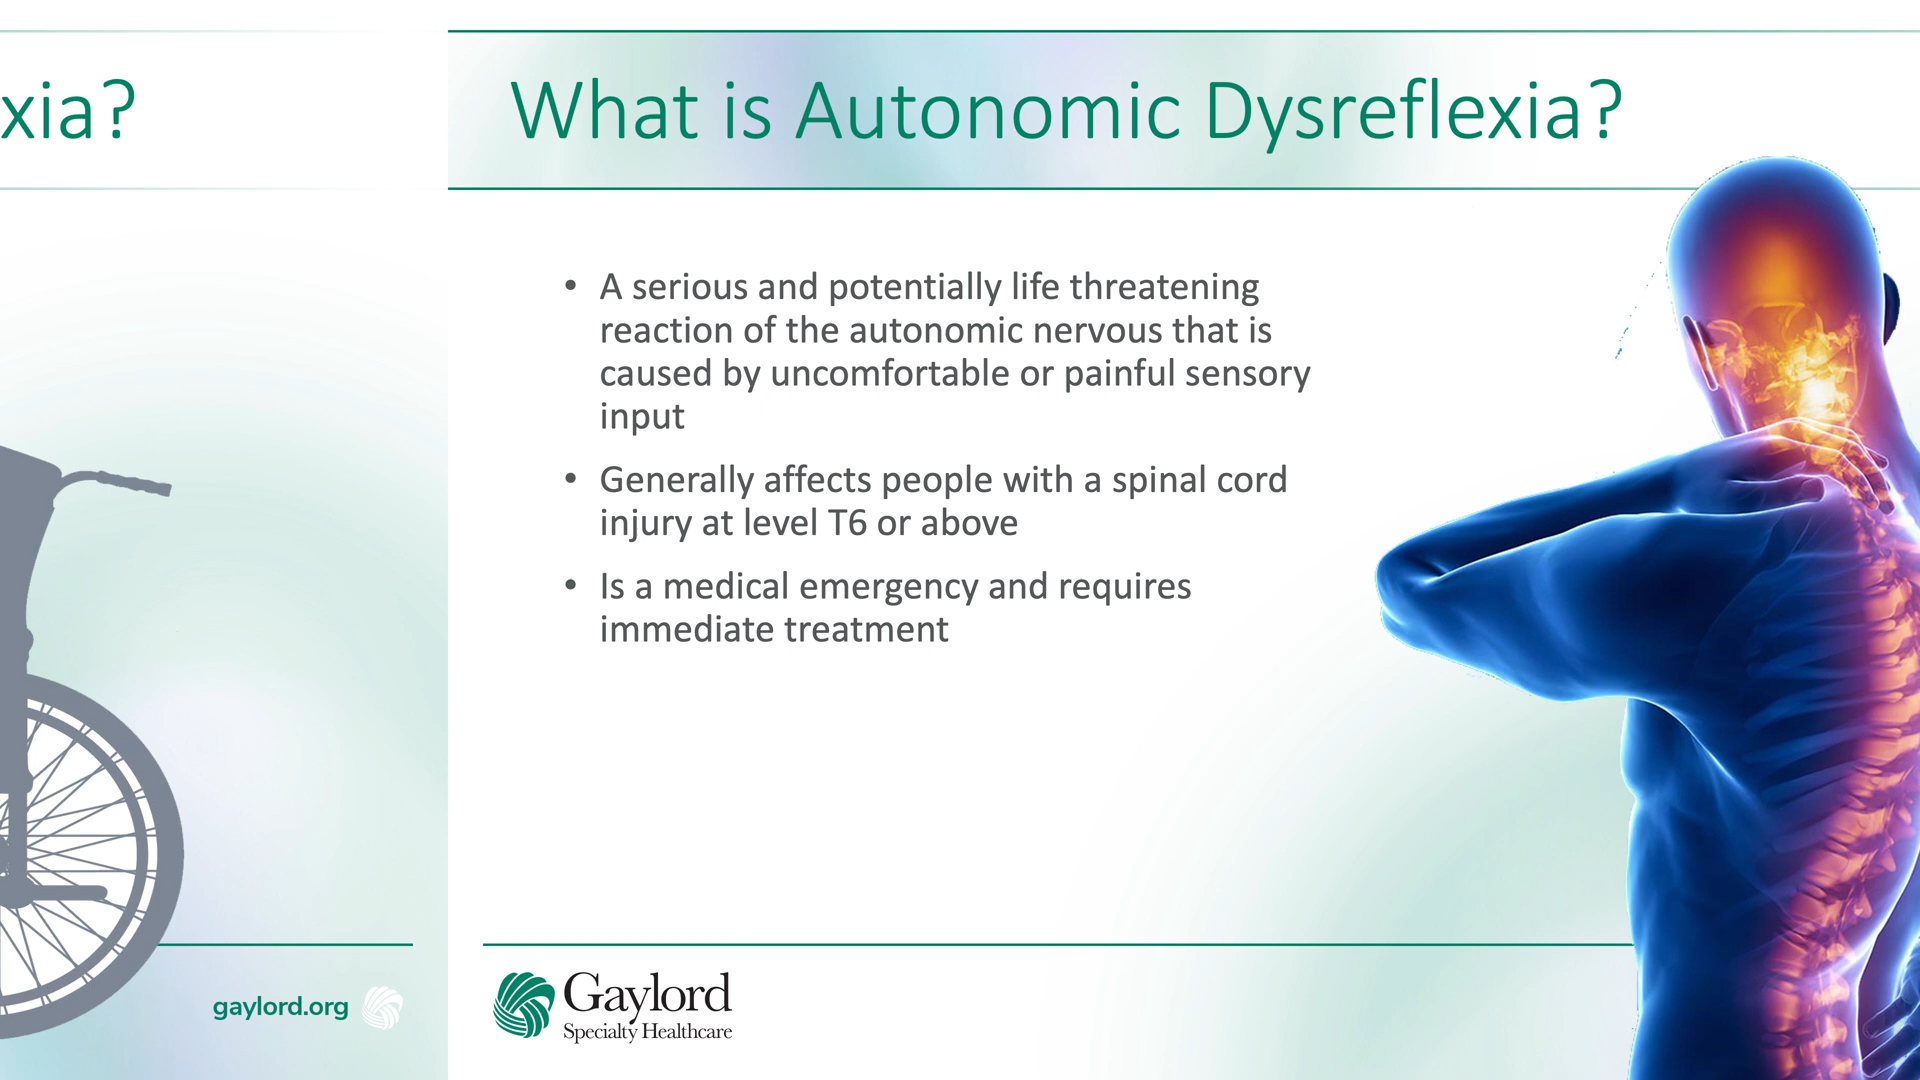 xia?
What is Autonomic Dysreflexia?
• A serious and potentially life threatening
reaction of the autonomic nervous that is
caused by uncomfortable or painful sensory
input
• Generally affects people with a spinal cord
injury at level T6 or above
• Is a medical emergency and requires
immediate treatment
gaylord.org
Gaylord
Specialty Healthcare